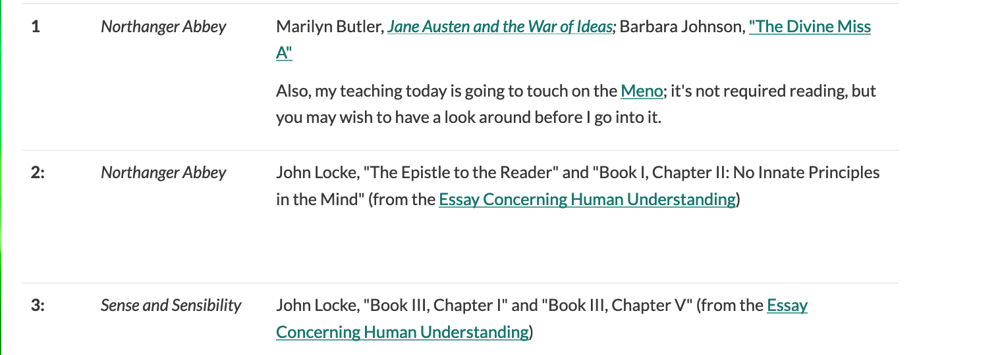 1 Northanger Abbey Marilyn Butler, Jane Austen and the War of Ideas; Barbara Johnson, "The Divine Miss
A"
Also, my teaching today is going to touch on the Meno; it's not required reading, but
you may wish to have a look around before I go into it.
2: Northanger Abbey John Locke, "The Epistle to the Reader" and "Book I, Chapter II: No Innate Principles
in the Mind" (from the Essay Concerning Human Understanding)
3: Sense and Sensibility John Locke, "Book III, Chapter I" and "Book III, Chapter V" (from the Essay
Concerning Human Understanding)